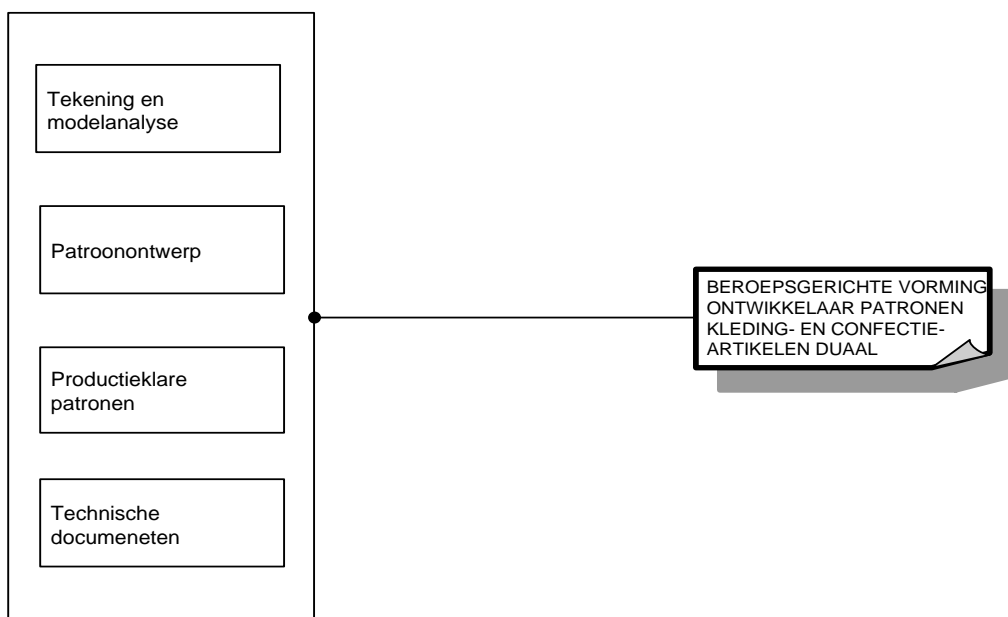 Tekening en
modelanalyse
Patroonontwerp
Productieklare
patronen
Technische
documeneten
BEROEPSGERICHTE VORMING
ONTWIKKELAAR PATRONEN
KLEDING- EN CONFECTIE-
ARTIKELEN DUAAL